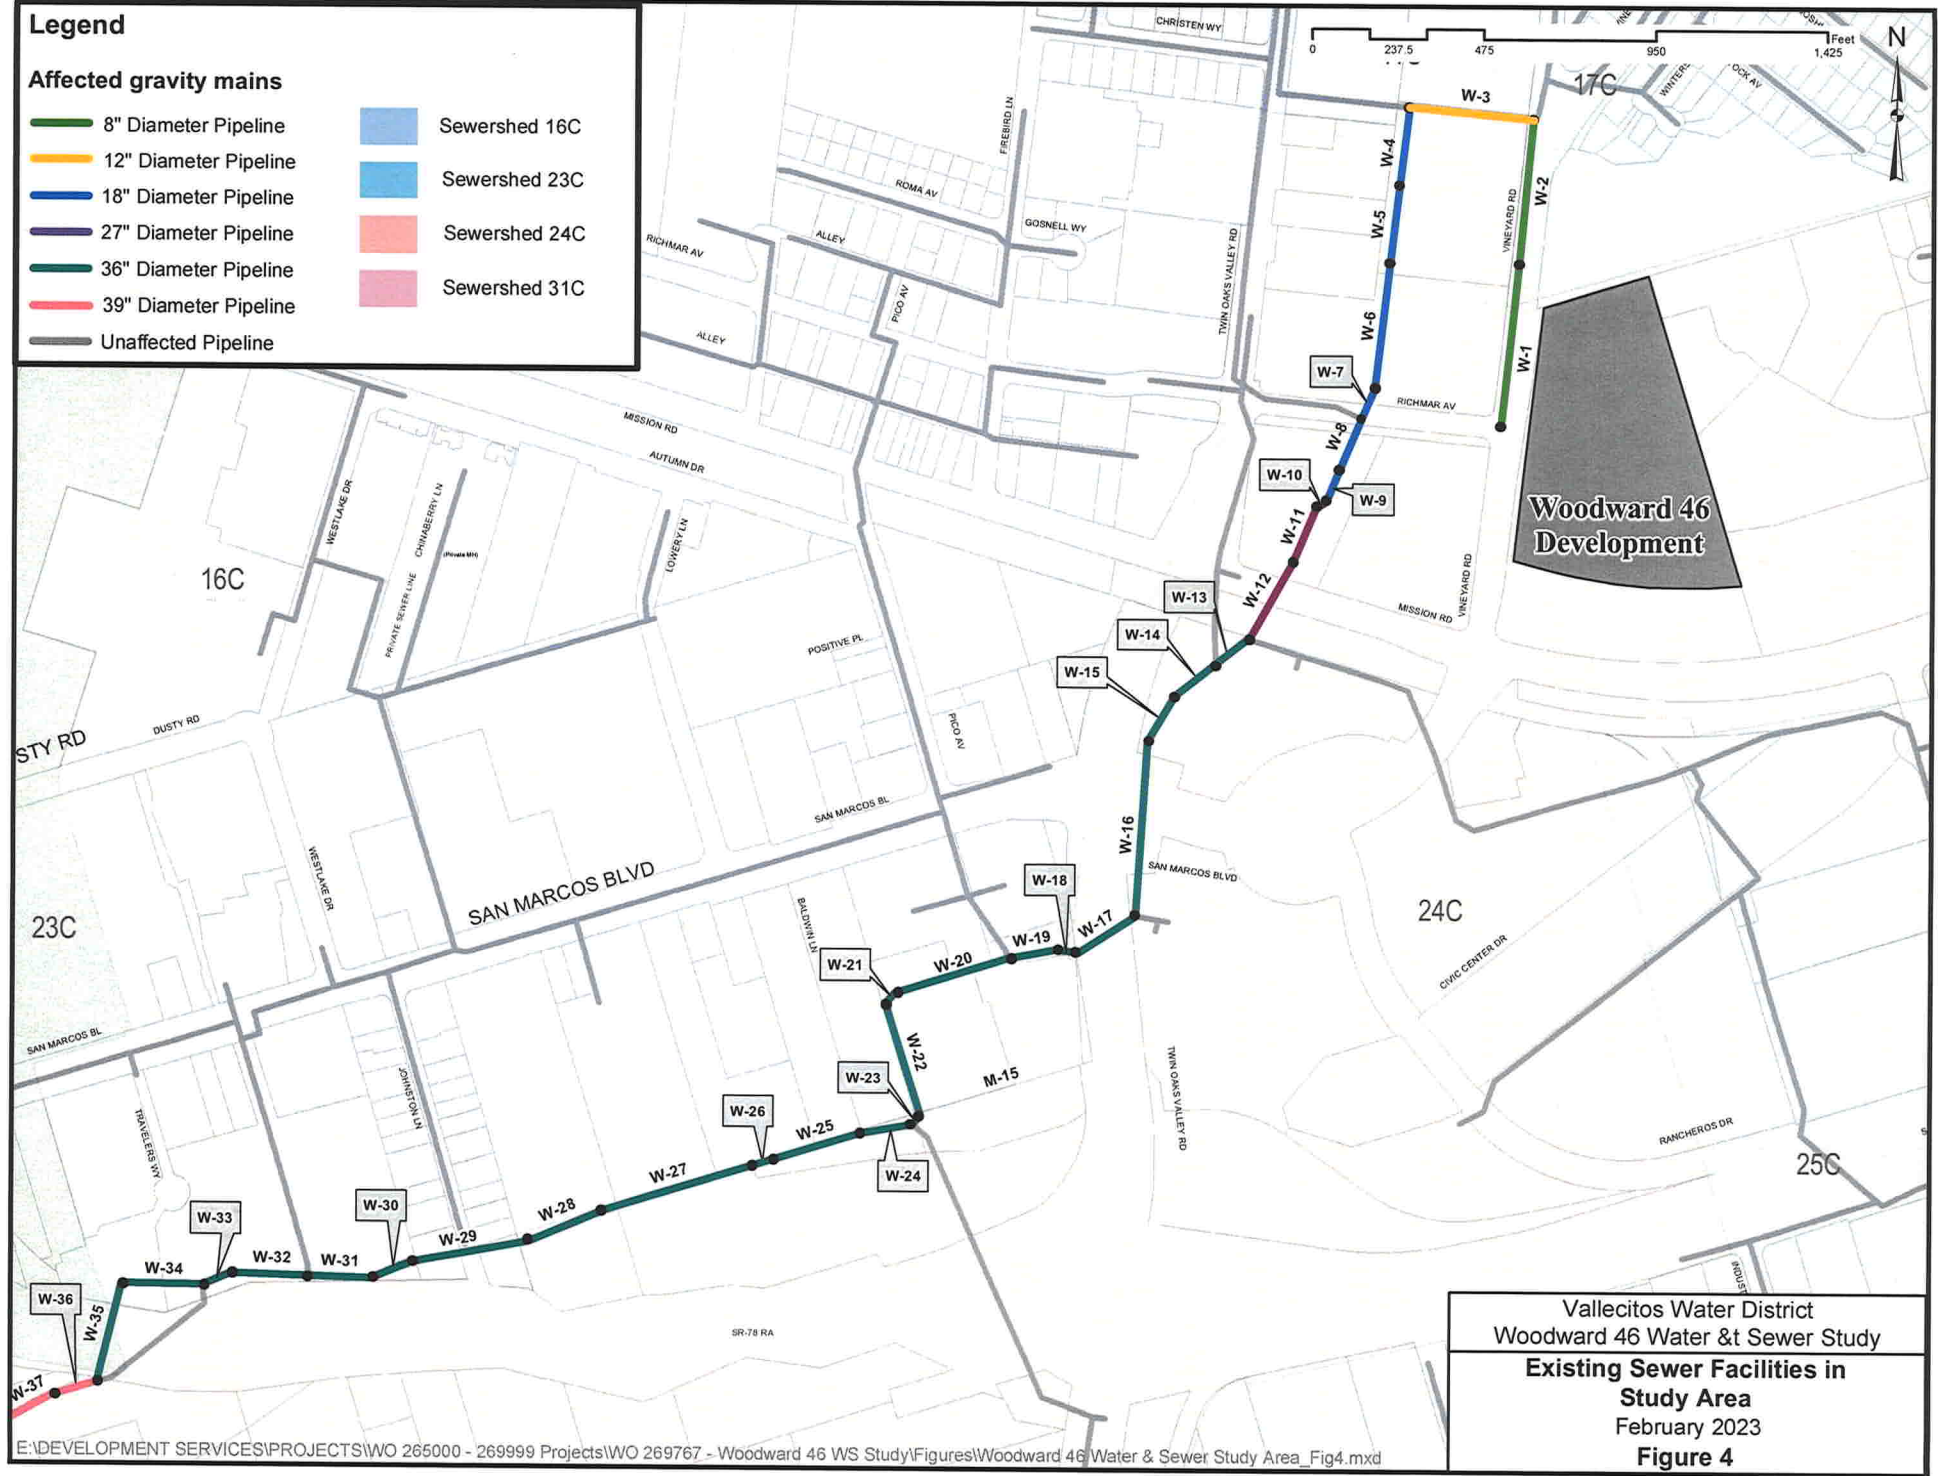 Legend
Affected gravity mains
8" Diameter Pipeline
12" Diameter Pipeline
18" Diameter Pipeline
27" Diameter Pipeline
36" Diameter Pipeline
39" Diameter Pipeline
Unaffected Pipeline
Sewershed 16C
Sewershed 23C
Sewershed 24C
Sewershed 31C
0 237.5 475 950 1,425
Feet
N
CHRISTEN WY
17C
W-3
W-4
W-5
W-6
W-2
W-1
VINEYARD RD
FIREBIRD LN
ROMA AV
GOSNELL WY
RICHMAR AV
ALLEY
PICO AV
ALLEY
TWIN OAKS VALLEY RD
W-7
RICHMAR AV
W-8
W-10
W-9
W-11
W-12
Woodward 46
Development
MISSION RD
AUTUMN DR
WESTLAKE DR
CHINABERRY LN
PRIVATE SEWER LINE
(Private MH)
LOWERY LN
16C
VINEYARD RD
MISSION RD
W-13
W-14
W-15
POSITIVE PL
PICO AV
DUSTY RD
STY RD
SAN MARCOS BL
W-16
SAN MARCOS BLVD
SAN MARCOS BLVD
WESTLAKE DR
23C
24C
BALDWIN LN
W-18
W-17
W-19
W-20
W-21
W-22
CIVIC CENTER DR
SAN MARCOS BL
JOHNSTON LN
TRAVELERS WY
W-23
M-15
TWIN OAKS VALLEY RD
W-26
W-25
W-24
RANCHEROS DR
25C
W-27
W-28
W-29
W-30
W-31
W-32
W-33
W-34
W-35
W-36
W-37
SR-78 RA
INDUST
Vallecitos Water District
Woodward 46 Water &t Sewer Study
Existing Sewer Facilities in
Study Area
February 2023
Figure 4
E:\DEVELOPMENT SERVICES\PROJECTS\WO 265000 - 269999 Projects\WO 269767 - Woodward 46 WS Study\Figures\Woodward 46 Water & Sewer Study Area_Fig4.mxd